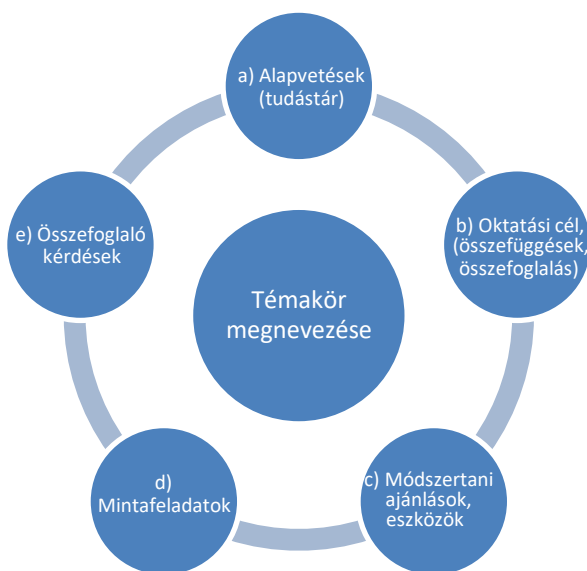 a) Alapvetések
(tudástár)
b) Oktatási cél,
(összefüggések,
összefoglalás)
c) Módszertani
ajánlások,
eszközök
d)
Mintafeladatok
e) Összefoglaló
kérdések
Témakör
megnevezése